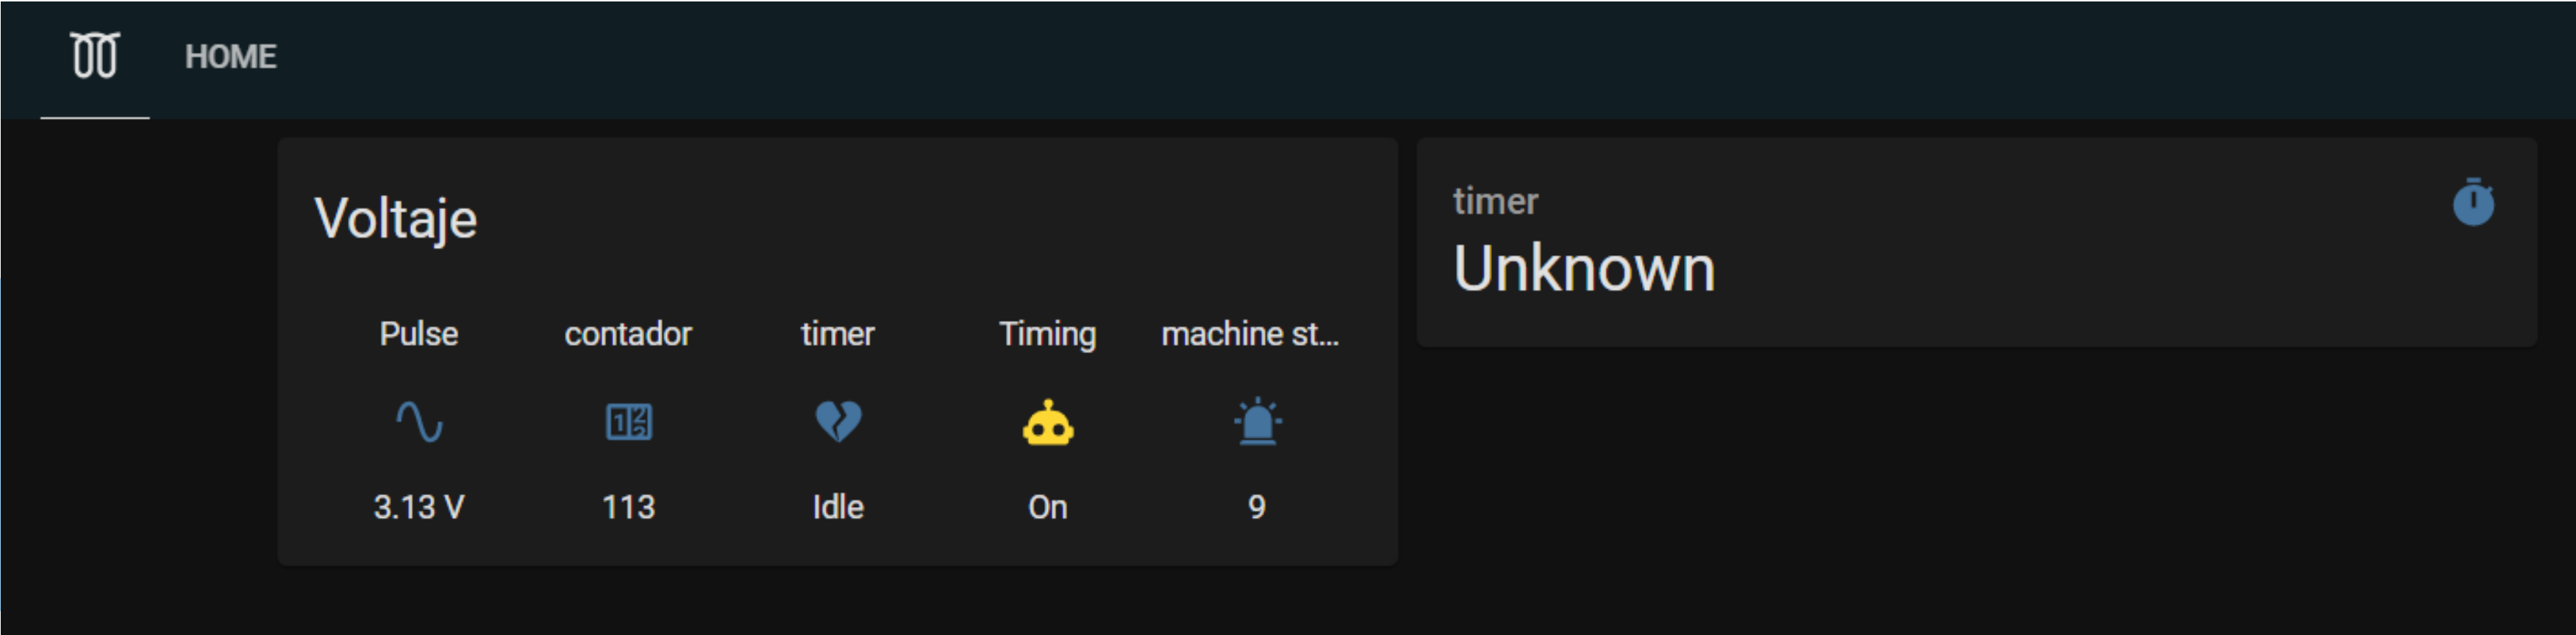 HOME
Voltaje
Pulse contador timer Timing machine st...
3.13 V 113 Idle On 9
timer
Unknown